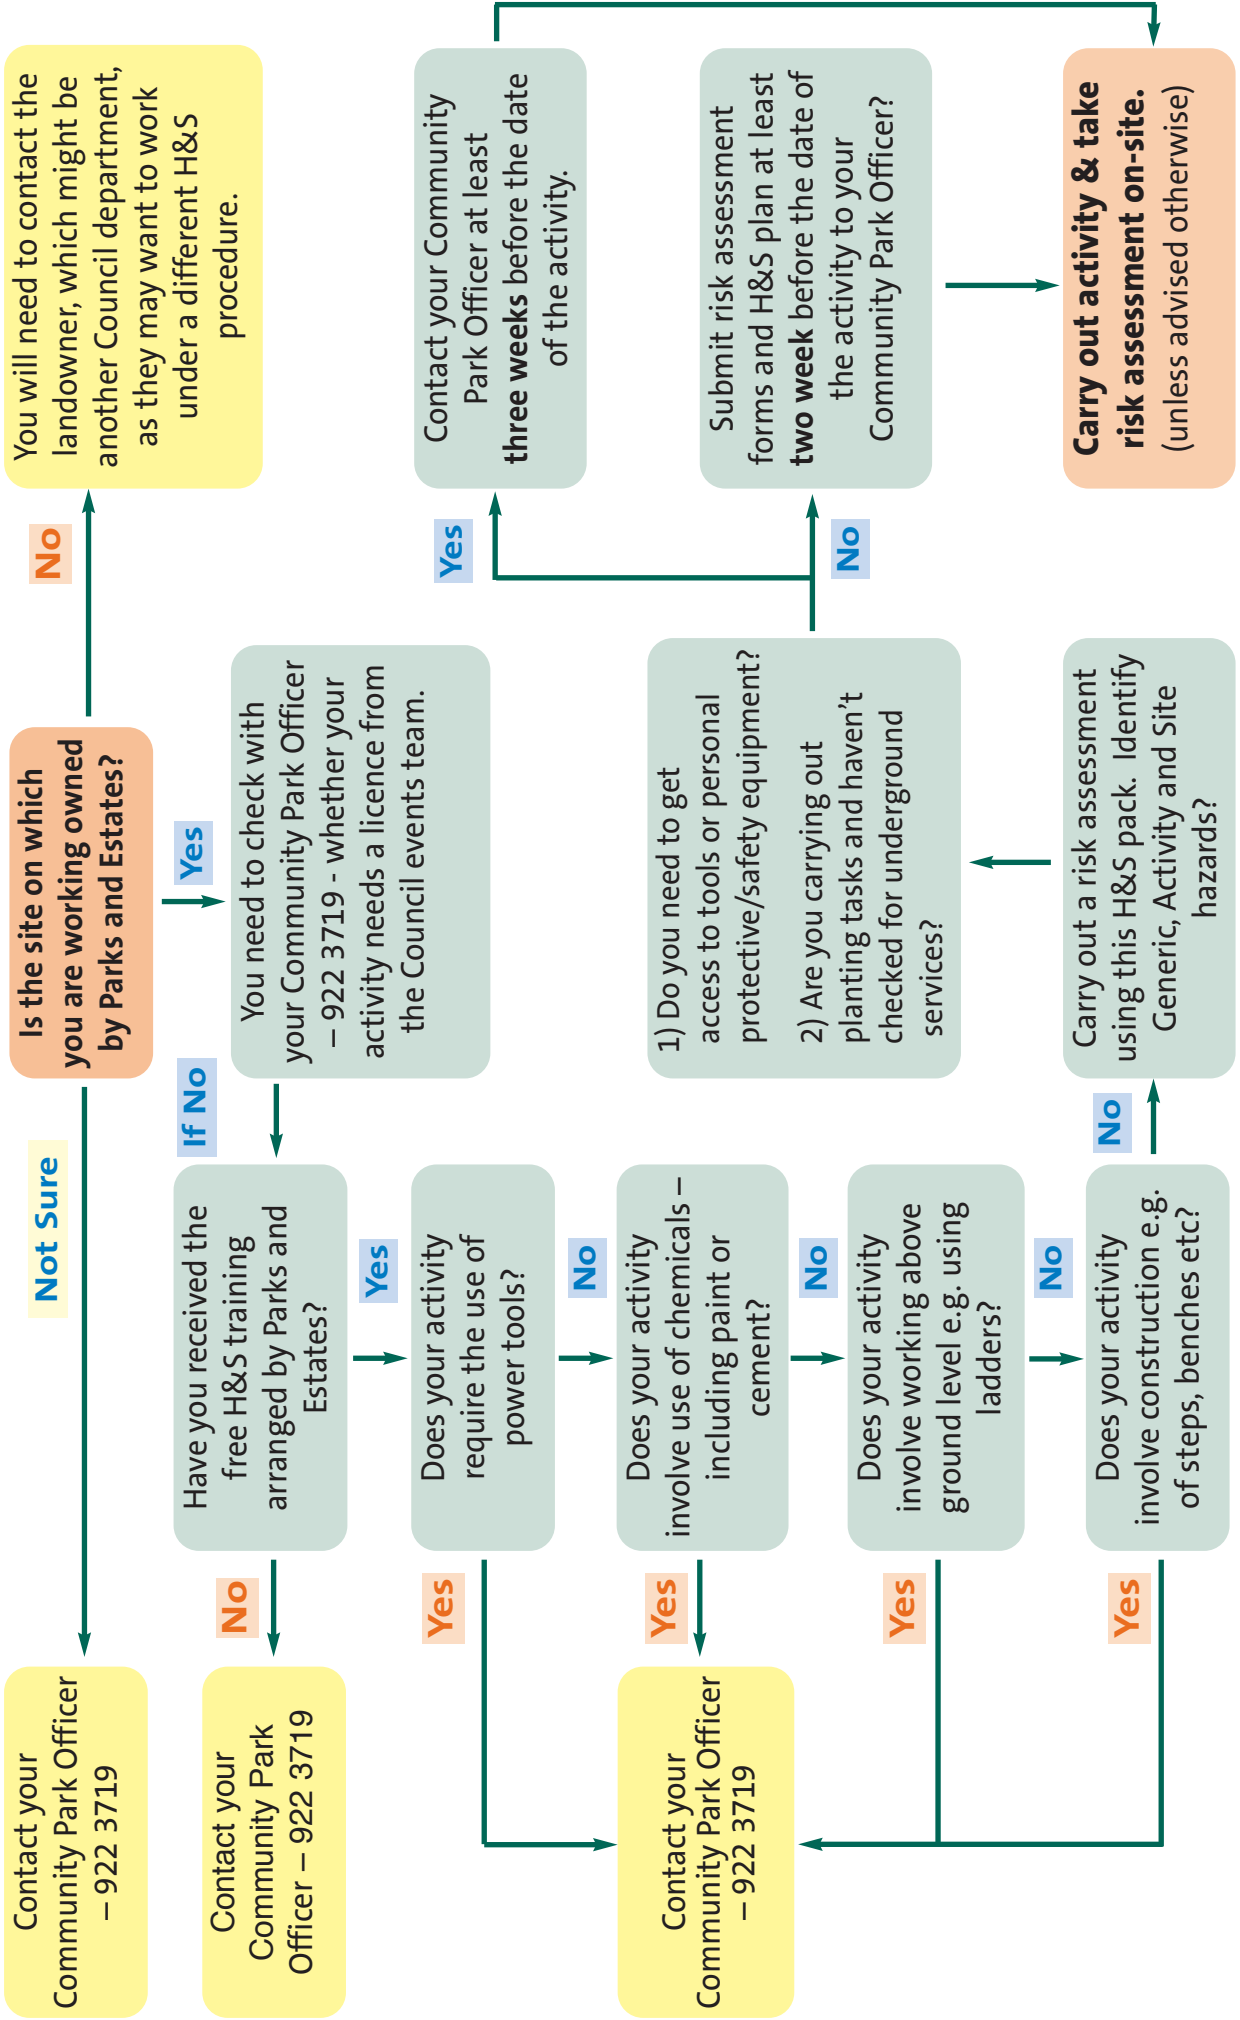 Is the site on which
you are working owned
by Parks and Estates?
Not Sure
Contact your
Community Park Officer
– 922 3719
No
You will need to contact the
landowner, which might be
another Council department,
as they may want to work
under a different H&S
procedure.
Yes
You need to check with
your Community Park Officer
– 922 3719 - whether your
activity needs a licence from
the Council events team.
If No
Have you received the
free H&S training
arranged by Parks and
Estates?
No
Contact your
Community Park
Officer – 922 3719
Yes
Does your activity
require the use of
power tools?
Yes
No
Does your activity
involve use of chemicals –
including paint or
cement?
Yes
Contact your
Community Park Officer
– 922 3719
No
Does your activity
involve working above
ground level e.g. using
ladders?
Yes
No
Does your activity
involve construction e.g.
of steps, benches etc?
Yes
No
Carry out a risk assessment
using this H&S pack. Identify
Generic, Activity and Site
hazards?
1) Do you need to get
access to tools or personal
protective/safety equipment?
2) Are you carrying out
planting tasks and haven't
checked for underground
services?
Yes
Contact your Community
Park Officer at least
three weeks before the date
of the activity.
No
Submit risk assessment
forms and H&S plan at least
two week before the date of
the activity to your
Community Park Officer?
Carry out activity & take
risk assessment on-site.
(unless advised otherwise)